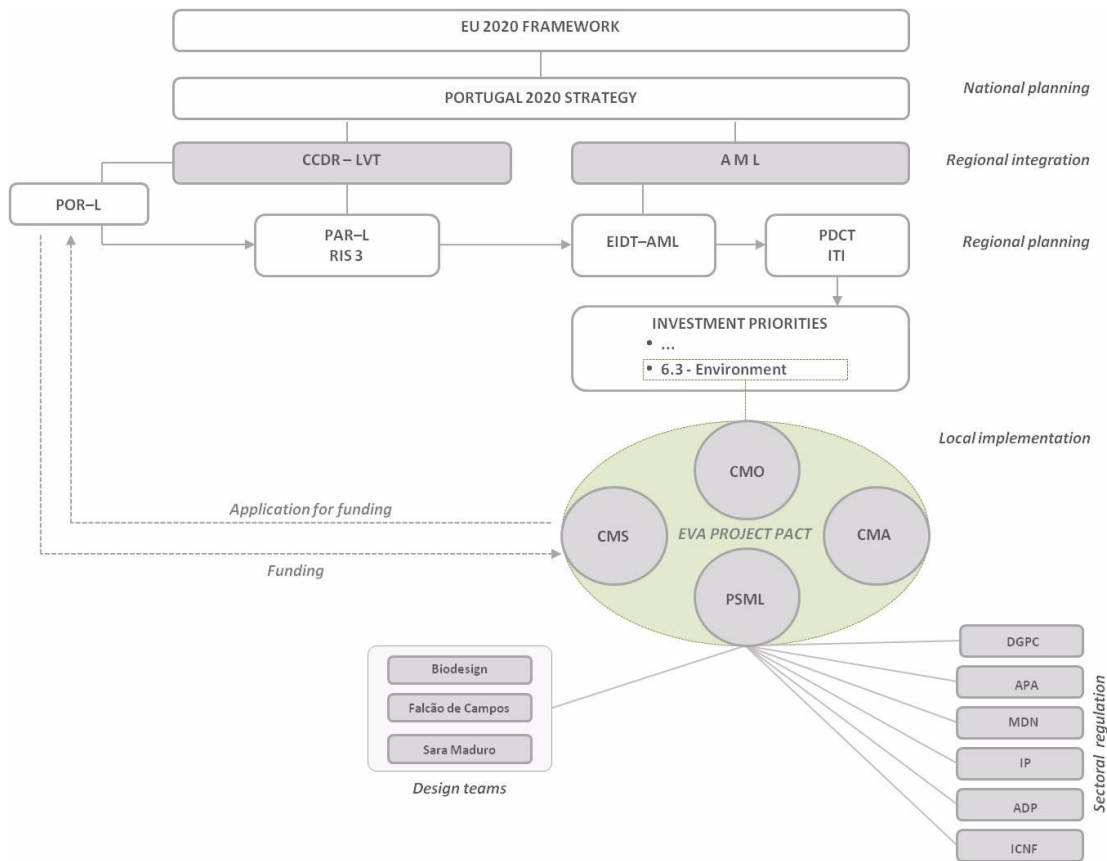 EU 2020 FRAMEWORK
PORTUGAL 2020 STRATEGY
National planning
CCDR – LVT
A M L
Regional integration
POR–L
PAR–L
RIS 3
EIDT–AML
PDCT
ITI
Regional planning
INVESTMENT PRIORITIES
• ...
• 6.3 - Environment
Local implementation
CMO
Application for funding
CMS
EVA PROJECT PACT
CMA
Funding
PSML
DGPC
Biodesign
APA
Falcão de Campos
MDN
Sara Maduro
IP
Design teams
ADP
ICNF
Sectoral regulation